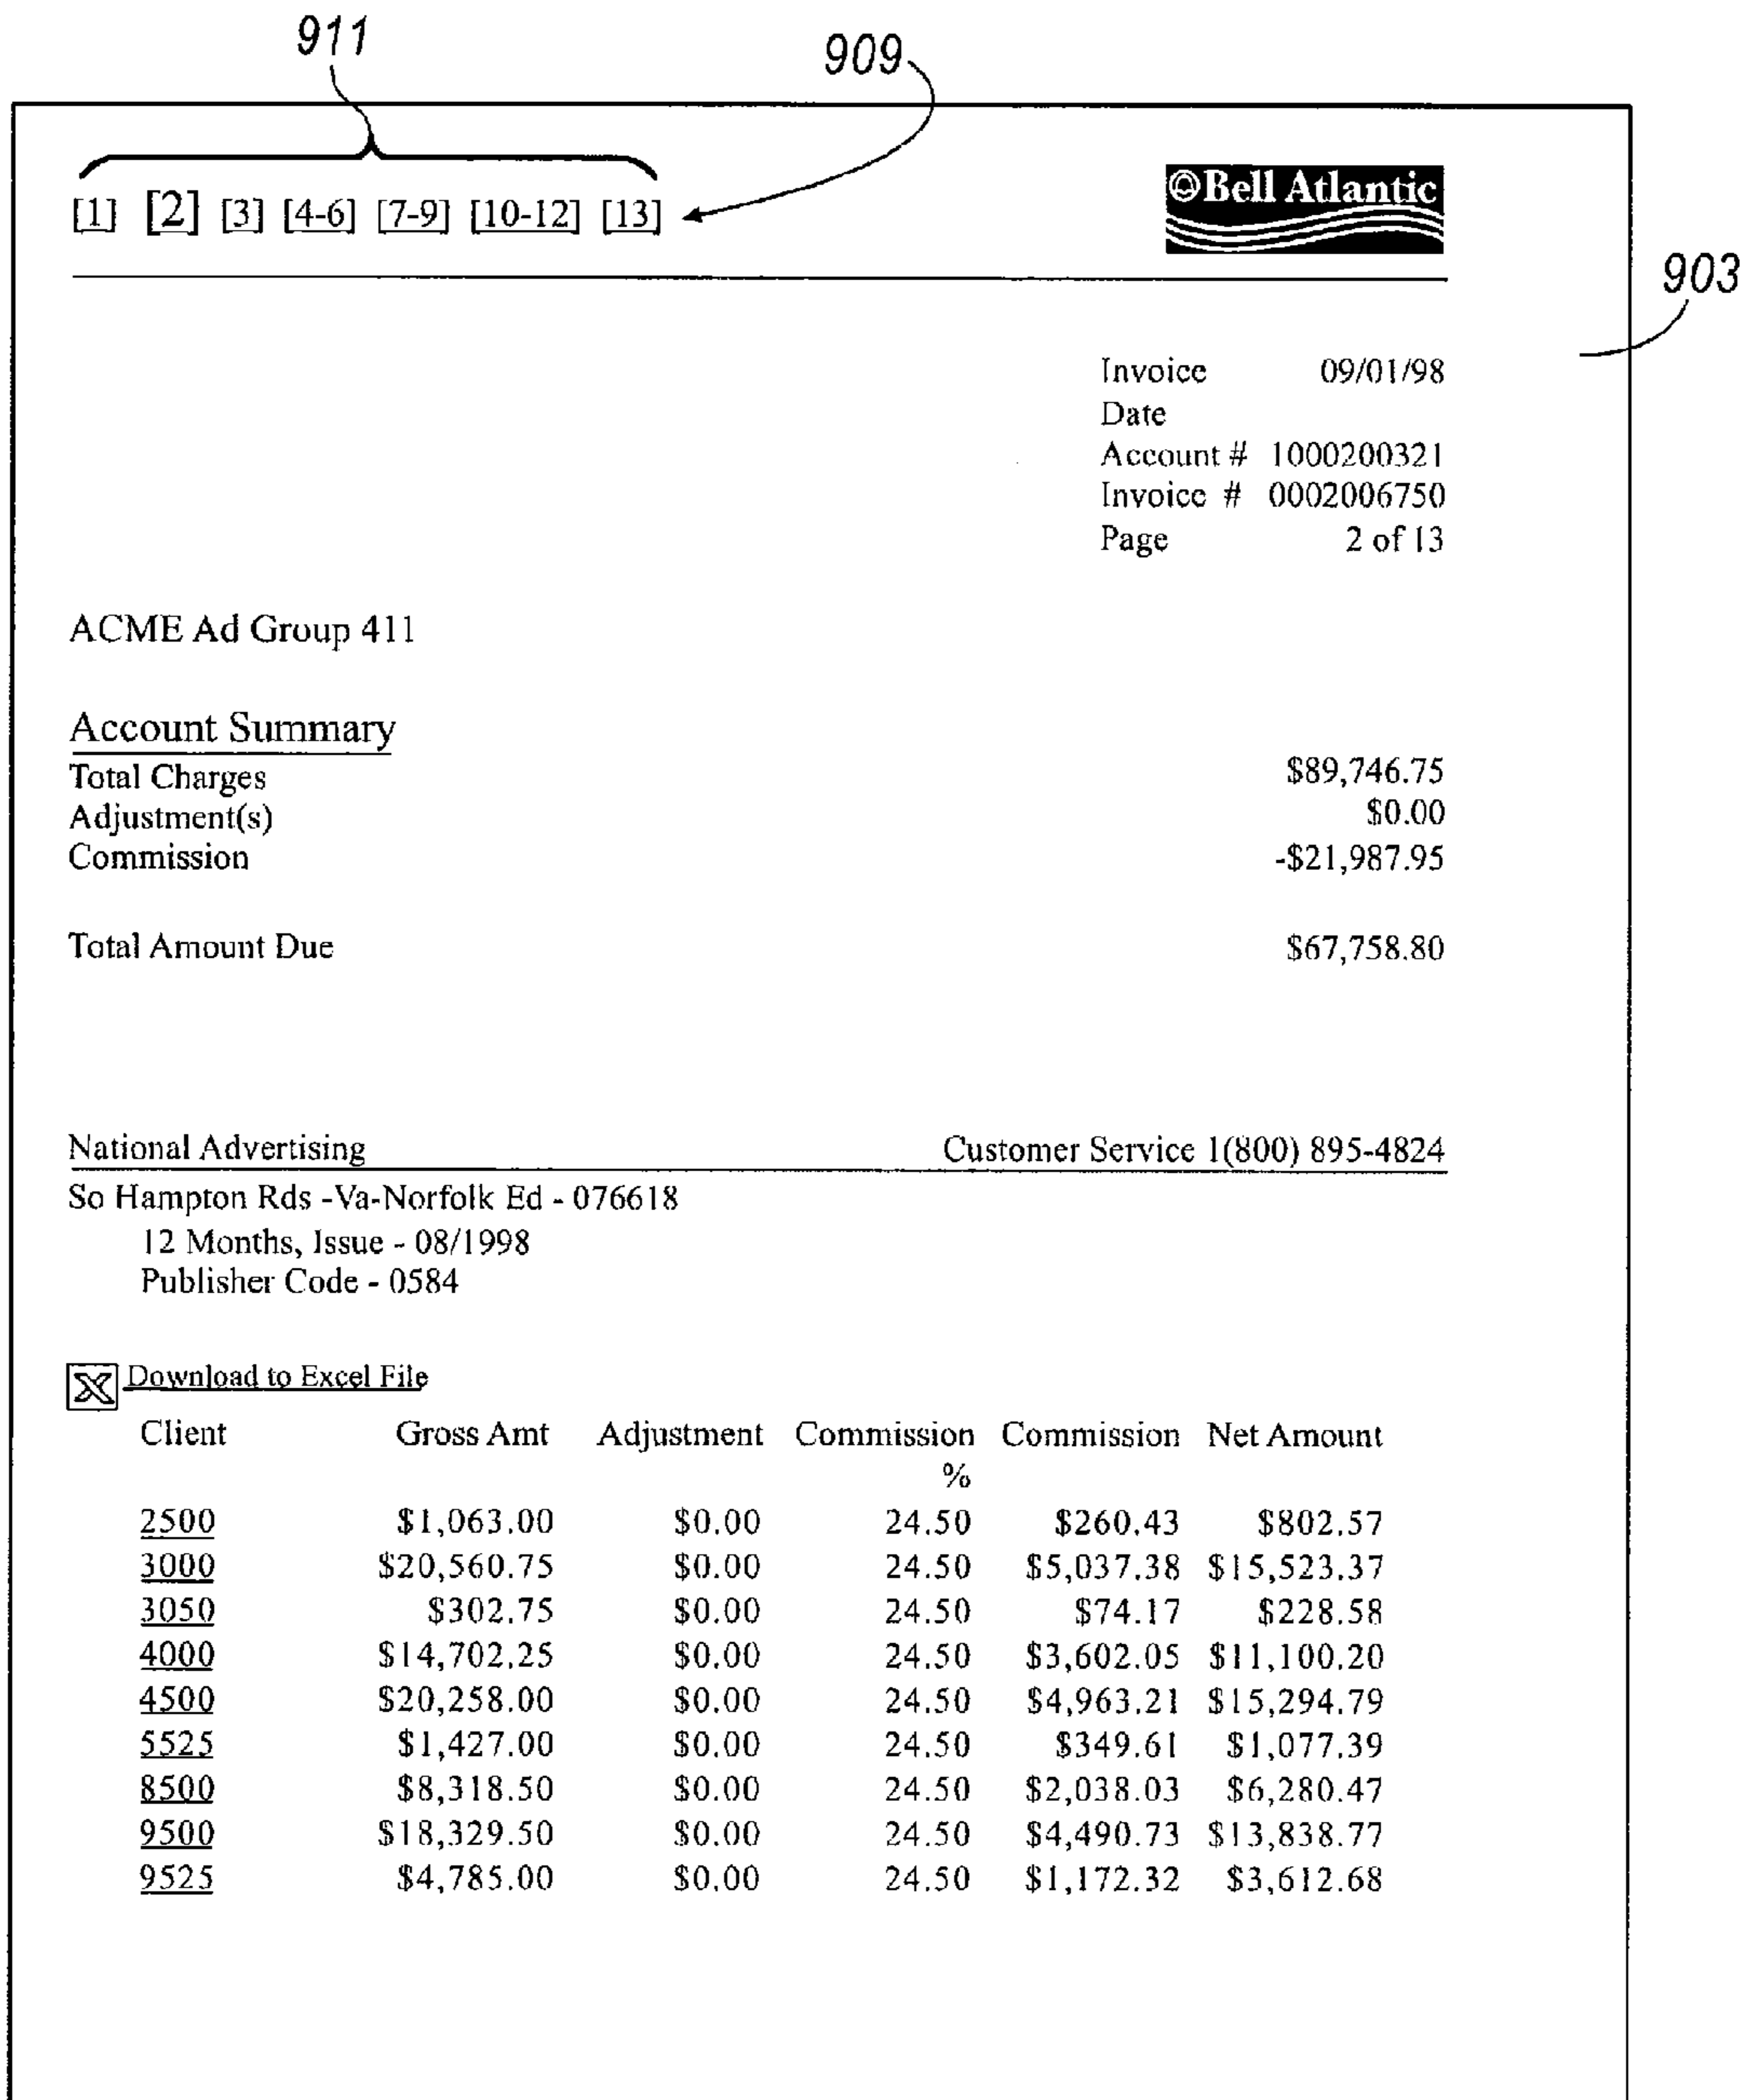 911
909
[1] [2] [3] [4-6] [7-9] [10-12] [13]
Bell Atlantic
903
Invoice 09/01/98
Date
Account # 1000200321
Invoice # 0002006750
Page 2 of 13
ACME Ad Group 411
Account Summary
Total Charges $89,746.75
Adjustment(s) $0.00
Commission -$21,987.95
Total Amount Due $67,758.80
National Advertising Customer Service 1(800) 895-4824
So Hampton Rds -Va-Norfolk Ed - 076618
12 Months, Issue - 08/1998
Publisher Code - 0584
X Download to Excel File
Client Gross Amt Adjustment Commission Commission Net Amount
%
2500 $1,063.00 $0.00 24.50 $260.43 $802.57
3000 $20,560.75 $0.00 24.50 $5,037.38 $15,523.37
3050 $302.75 $0.00 24.50 $74.17 $228.58
4000 $14,702.25 $0.00 24.50 $3,602.05 $11,100.20
4500 $20,258.00 $0.00 24.50 $4,963.21 $15,294.79
5525 $1,427.00 $0.00 24.50 $349.61 $1,077.39
8500 $8,318.50 $0.00 24.50 $2,038.03 $6,280.47
9500 $18,329.50 $0.00 24.50 $4,490.73 $13,838.77
9525 $4,785.00 $0.00 24.50 $1,172.32 $3,612.68